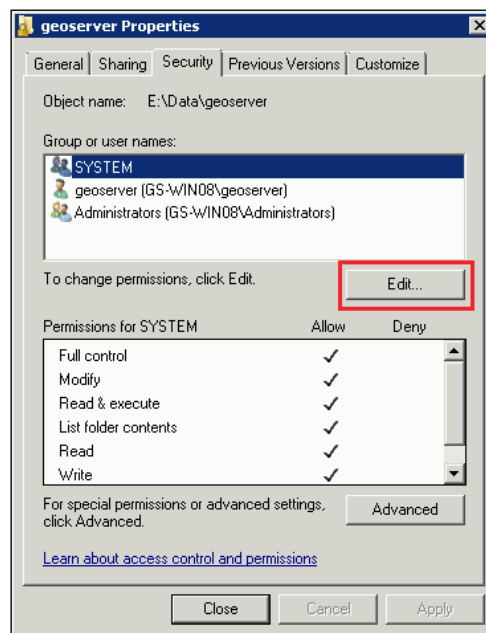 geoserver Properties
General Sharing Security Previous Versions Customize
Object name: E:\Data\geoserver
Group or user names:
SYSTEM
geoserver (GS-WIN08\geoserver)
Administrators (GS-WIN08\Administrators)
To change permissions, click Edit.
Edit...
Permissions for SYSTEM Allow Deny
Full control
Modify
Read & execute
List folder contents
Read
Write
For special permissions or advanced settings,
click Advanced.
Advanced
Learn about access control and permissions
Close Cancel Apply